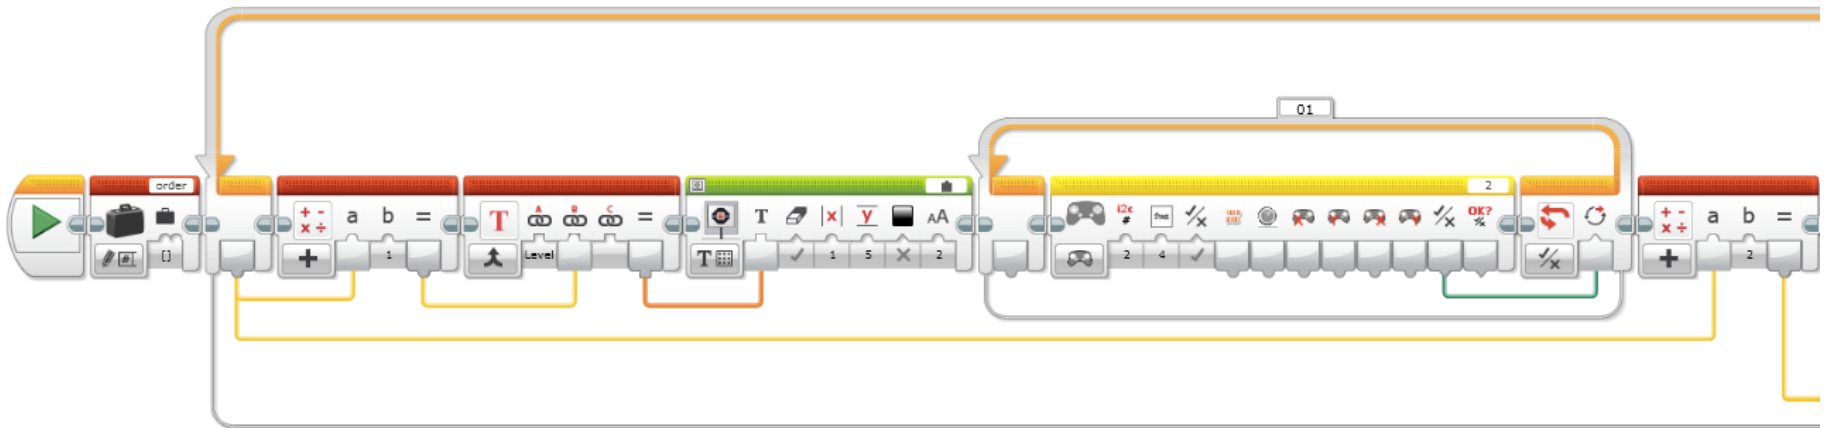 01
order
2
a b =
A B C =
T
x y AA
i2c
#
OK?
a b =
[]
1
Level
T
1 5 2
2 4
2